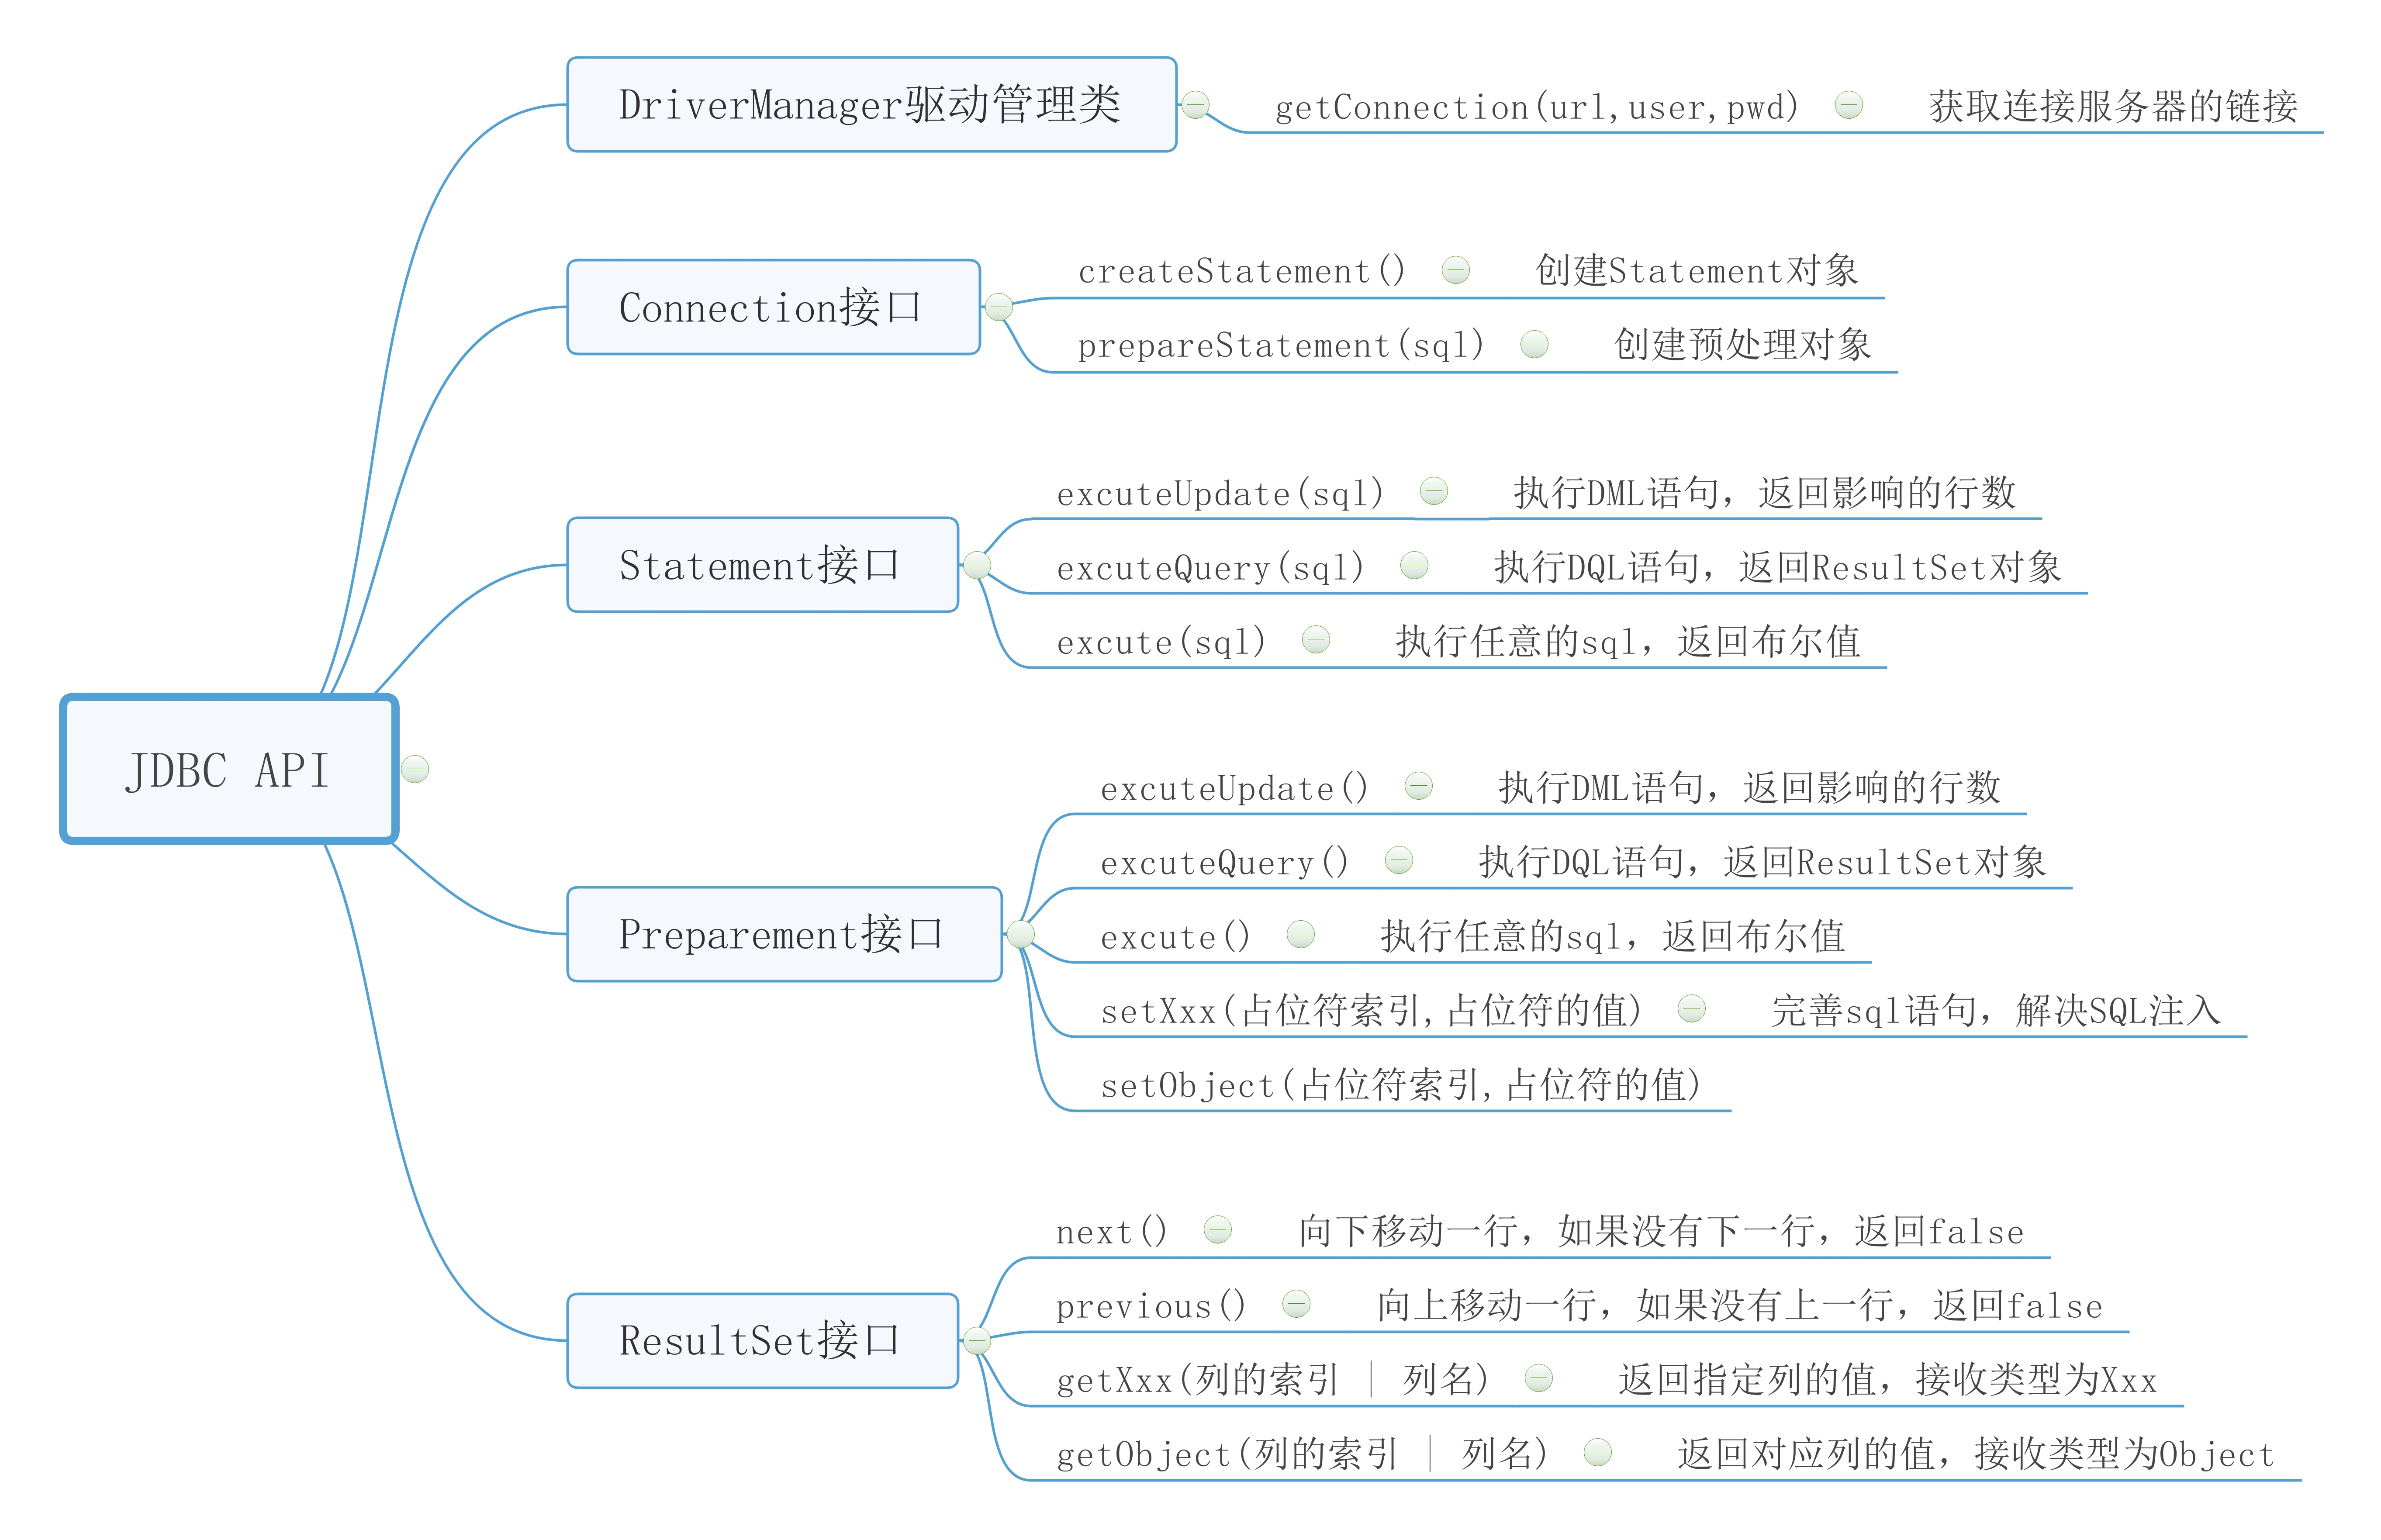 DriverManager驱动管理类
getConnection(url,user,pwd)
获取连接服务器的链接
Connection接口
createStatement()
创建Statement对象
prepareStatement(sql)
创建预处理对象
Statement接口
excuteUpdate(sql)
执行DML语句，返回影响的行数
excuteQuery(sql)
执行DQL语句，返回ResultSet对象
excute(sql)
执行任意的sql，返回布尔值
JDBC API
Preparement接口
excuteUpdate()
执行DML语句，返回影响的行数
excuteQuery()
执行DQL语句，返回ResultSet对象
excute()
执行任意的sql，返回布尔值
setXxx(占位符索引,占位符的值)
完善sql语句，解决SQL注入
setObject(占位符索引,占位符的值)
ResultSet接口
next()
向下移动一行，如果没有下一行，返回false
previous()
向上移动一行，如果没有上一行，返回false
getXxx(列的索引 | 列名)
返回指定列的值，接收类型为Xxx
getObject(列的索引 | 列名)
返回对应列的值，接收类型为Object